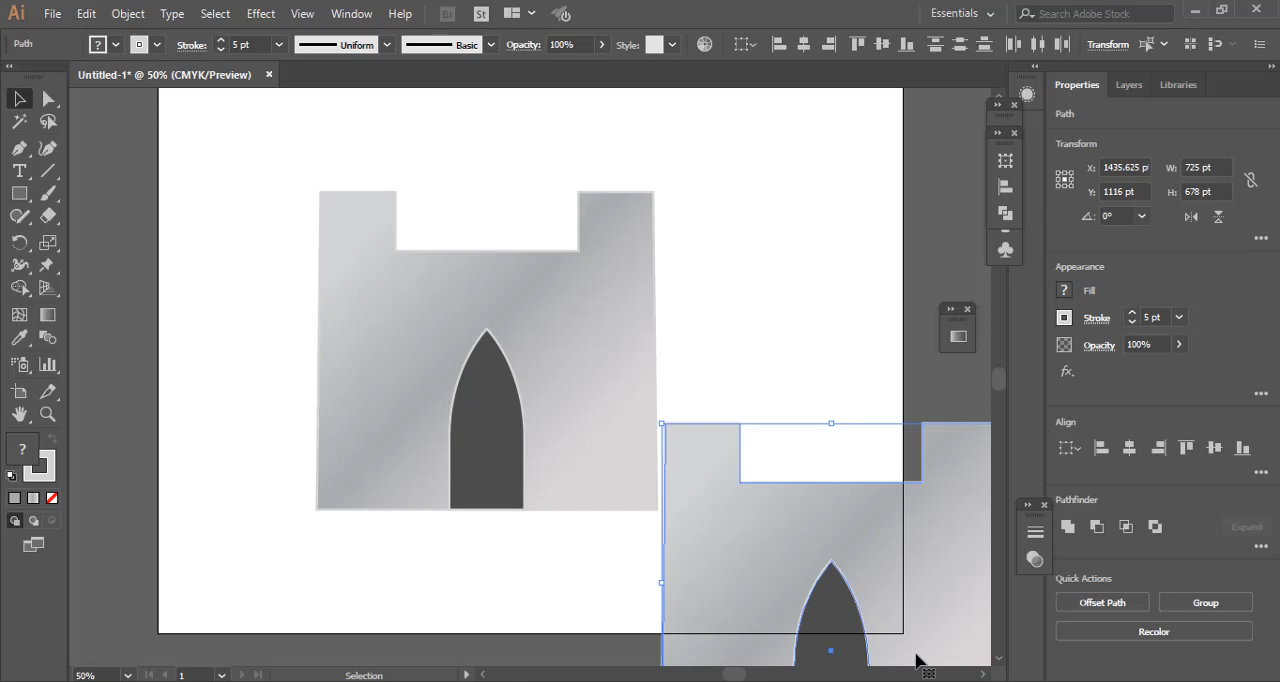 Ai File Edit Object Type Select Effect View Window Help Br St Essentials Search Adobe Stock
Path ? Stroke: 5 pt Uniform Basic Opacity: 100% Style: Transform
Untitled-1* @ 50% (CMYK/Preview)
Properties Layers Libraries
Path
Transform
X: 1435.625 p W: 725 pt
Y: 1116 pt H: 678 pt
0°
Appearance
? Fill
Stroke 5 pt
Opacity 100%
fx.
Align
Pathfinder
Expand
Quick Actions
Offset Path Group
Recolor
T
?
50% 1 Selection